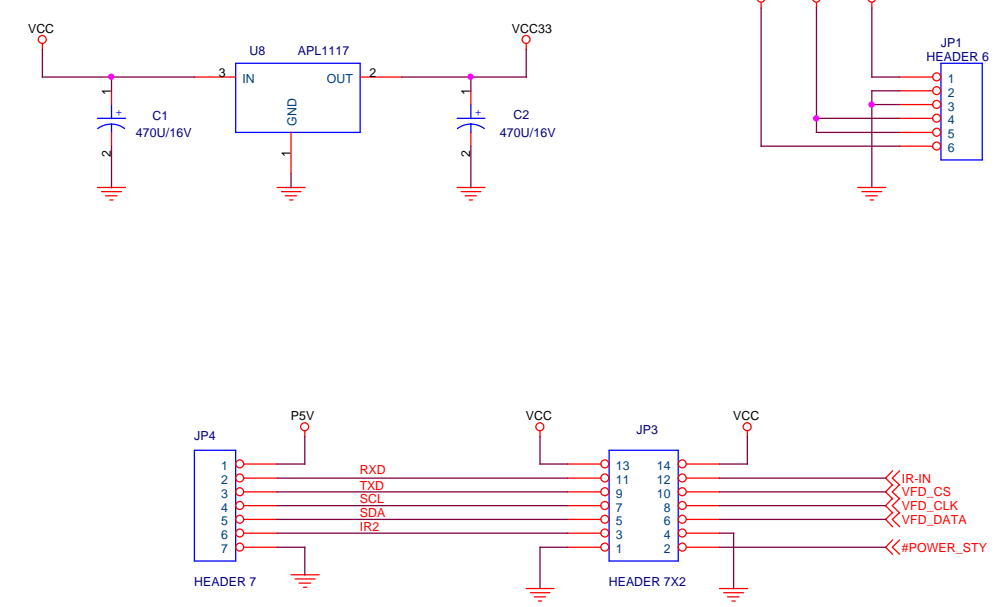 VCC
VCC33
U8 APL1117
3 IN OUT 2
GND
1
1
+
C1
470U/16V
2
1
+
C2
470U/16V
2
JP1
HEADER 6
1
2
3
4
5
6
P5V
VCC
VCC
JP4
JP3
1
2
3
4
5
6
7
RXD
TXD
SCL
SDA
IR2
13 14
11 12
9 10
7 8
5 6
3 4
1 2
IR-IN
VFD_CS
VFD_CLK
VFD_DATA
#POWER_STY
HEADER 7
HEADER 7X2